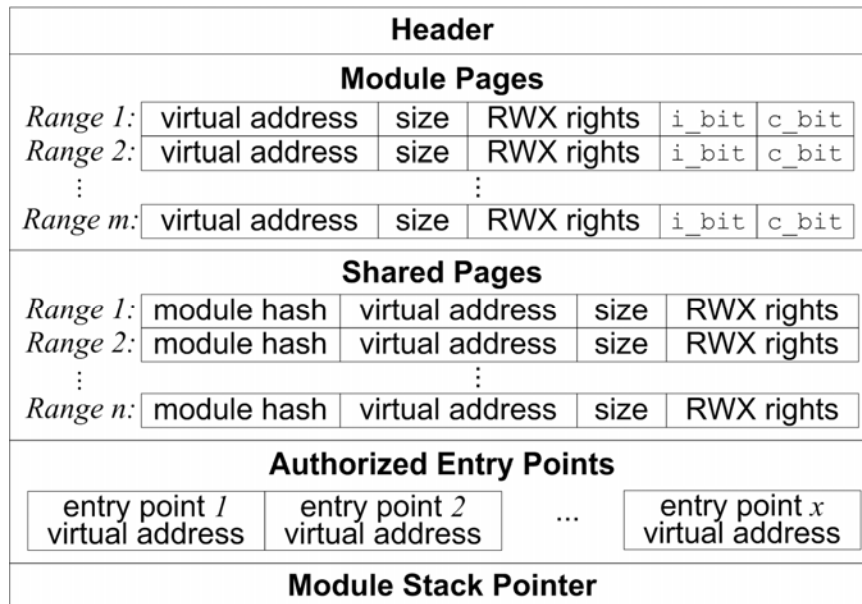 Header
Module Pages
Range 1: virtual address size RWX rights i_bit c_bit
Range 2: virtual address size RWX rights i_bit c_bit
⋮ ⋮
Range m: virtual address size RWX rights i_bit c_bit
Shared Pages
Range 1: module hash virtual address size RWX rights
Range 2: module hash virtual address size RWX rights
⋮ ⋮
Range n: module hash virtual address size RWX rights
Authorized Entry Points
entry point 1 entry point 2 ... entry point x
virtual address virtual address virtual address
Module Stack Pointer